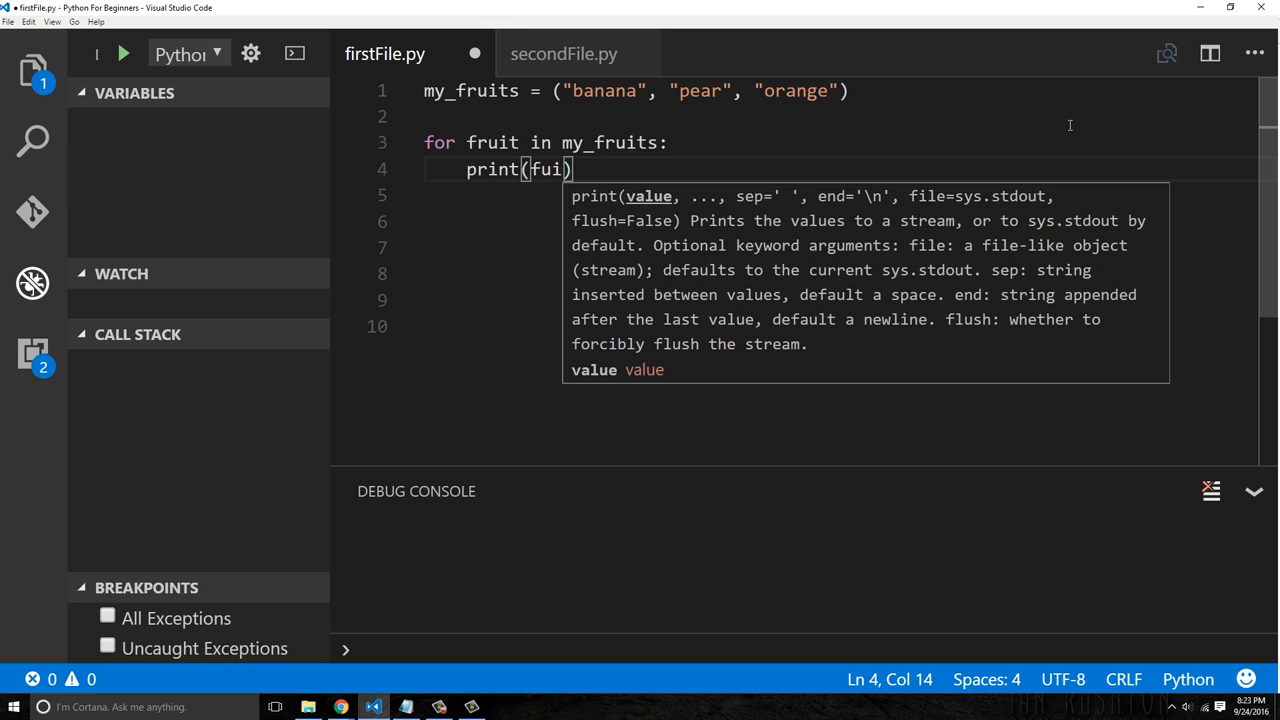 firstFile.py - Python For Beginners - Visual Studio Code
File Edit View Go Help
firstFile.py
secondFile.py
VARIABLES
WATCH
CALL STACK
BREAKPOINTS
All Exceptions
Uncaught Exceptions
1
2
1 my_fruits = ("banana", "pear", "orange")
2
3 for fruit in my_fruits:
4 print(fui)
5
6
7
8
9
10
print(value, ..., sep=' ', end='\n', file=sys.stdout,
flush=False) Prints the values to a stream, or to sys.stdout by
default. Optional keyword arguments: file: a file-like object
(stream); defaults to the current sys.stdout. sep: string
inserted between values, default a space. end: string appended
after the last value, default a newline. flush: whether to
forcibly flush the stream.
value value
DEBUG CONSOLE
0 0 Ln 4, Col 14 Spaces: 4 UTF-8 CRLF Python
I'm Cortana. Ask me anything.
8:23 PM
9/24/2016